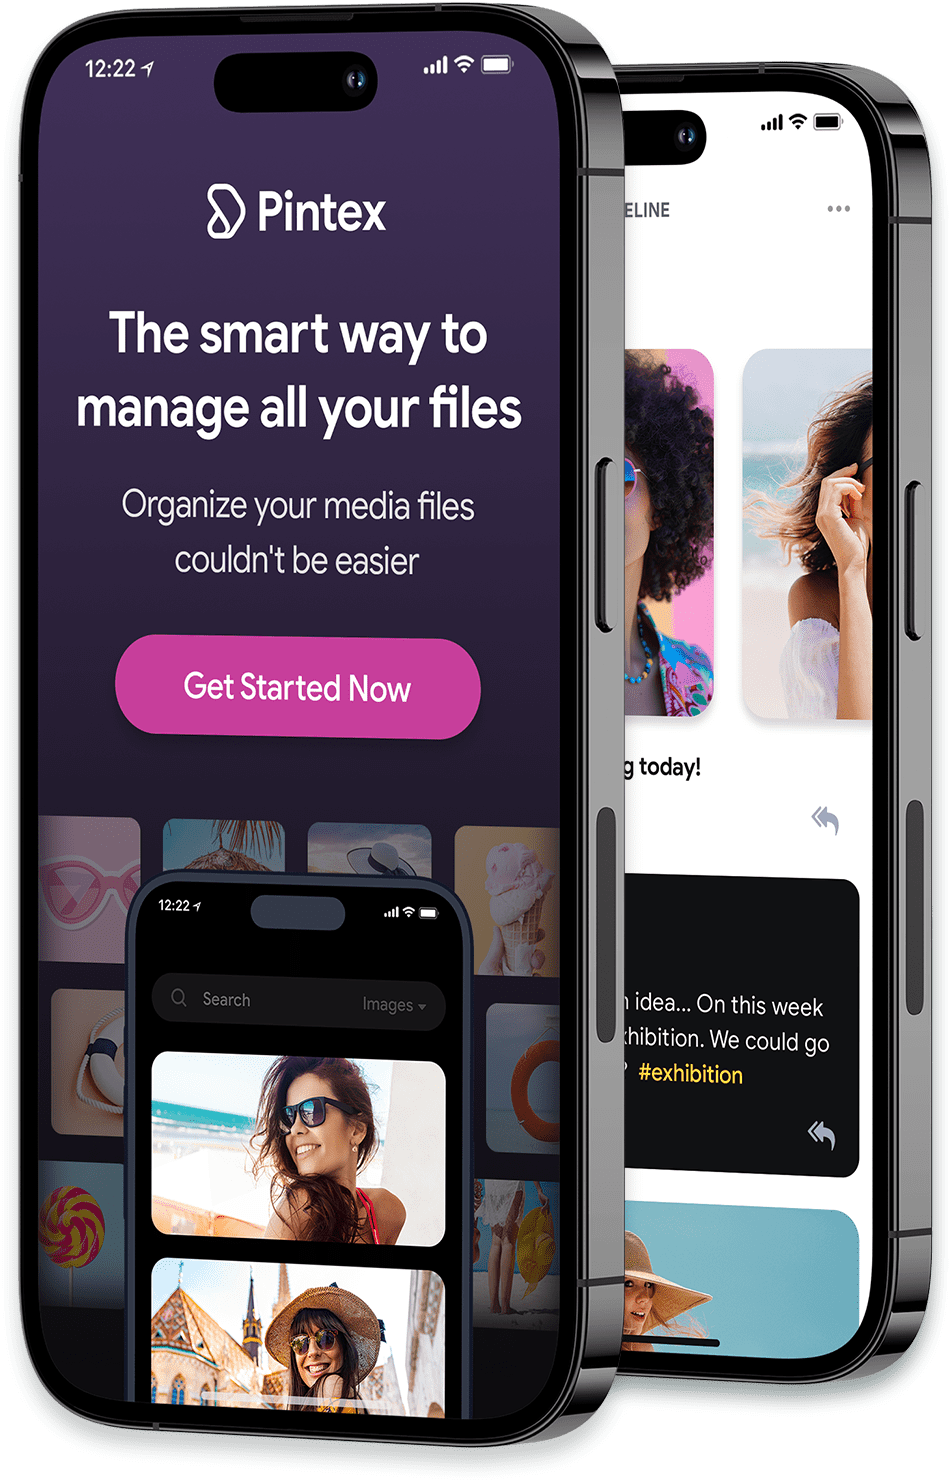 12:22
Pintex
The smart way to
manage all your files
Organize your media files
couldn't be easier
Get Started Now
12:22
Search
Images
ELINE
g today!
idea... On this week
hibition. We could go
? #exhibition